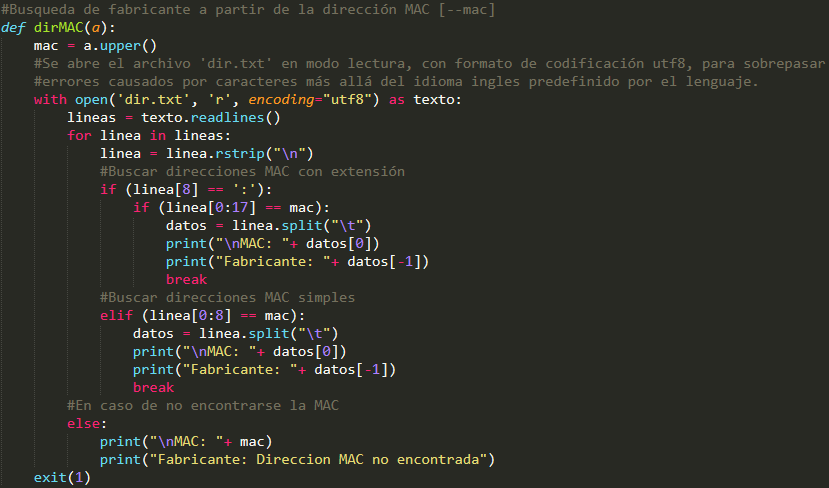 #Busqueda de fabricante a partir de la dirección MAC [--mac]
def dirMAC(a):
    mac = a.upper()
    #Se abre el archivo 'dir.txt' en modo lectura, con formato de codificación utf8, para sobrepasar
    #errores causados por caracteres más allá del idioma ingles predefinido por el lenguaje.
    with open('dir.txt', 'r', encoding="utf8") as texto:
        lineas = texto.readlines()
        for linea in lineas:
            linea = linea.rstrip("\n")
            #Buscar direcciones MAC con extensión
            if (linea[8] == ':'):
                if (linea[0:17] == mac):
                    datos = linea.split("\t")
                    print("\nMAC: "+ datos[0])
                    print("Fabricante: "+ datos[-1])
                    break
            #Buscar direcciones MAC simples
            elif (linea[0:8] == mac):
                datos = linea.split("\t")
                print("\nMAC: "+ datos[0])
                print("Fabricante: "+ datos[-1])
                break
        #En caso de no encontrarse la MAC
        else:
            print("\nMAC: "+ mac)
            print("Fabricante: Direccion MAC no encontrada")
    exit(1)